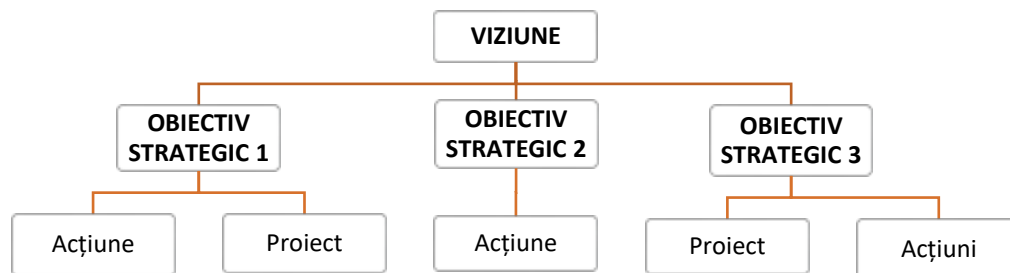 VIZIUNE
OBIECTIV
STRATEGIC 1
OBIECTIV
STRATEGIC 2
OBIECTIV
STRATEGIC 3
Acțiune
Proiect
Acțiune
Proiect
Acțiuni